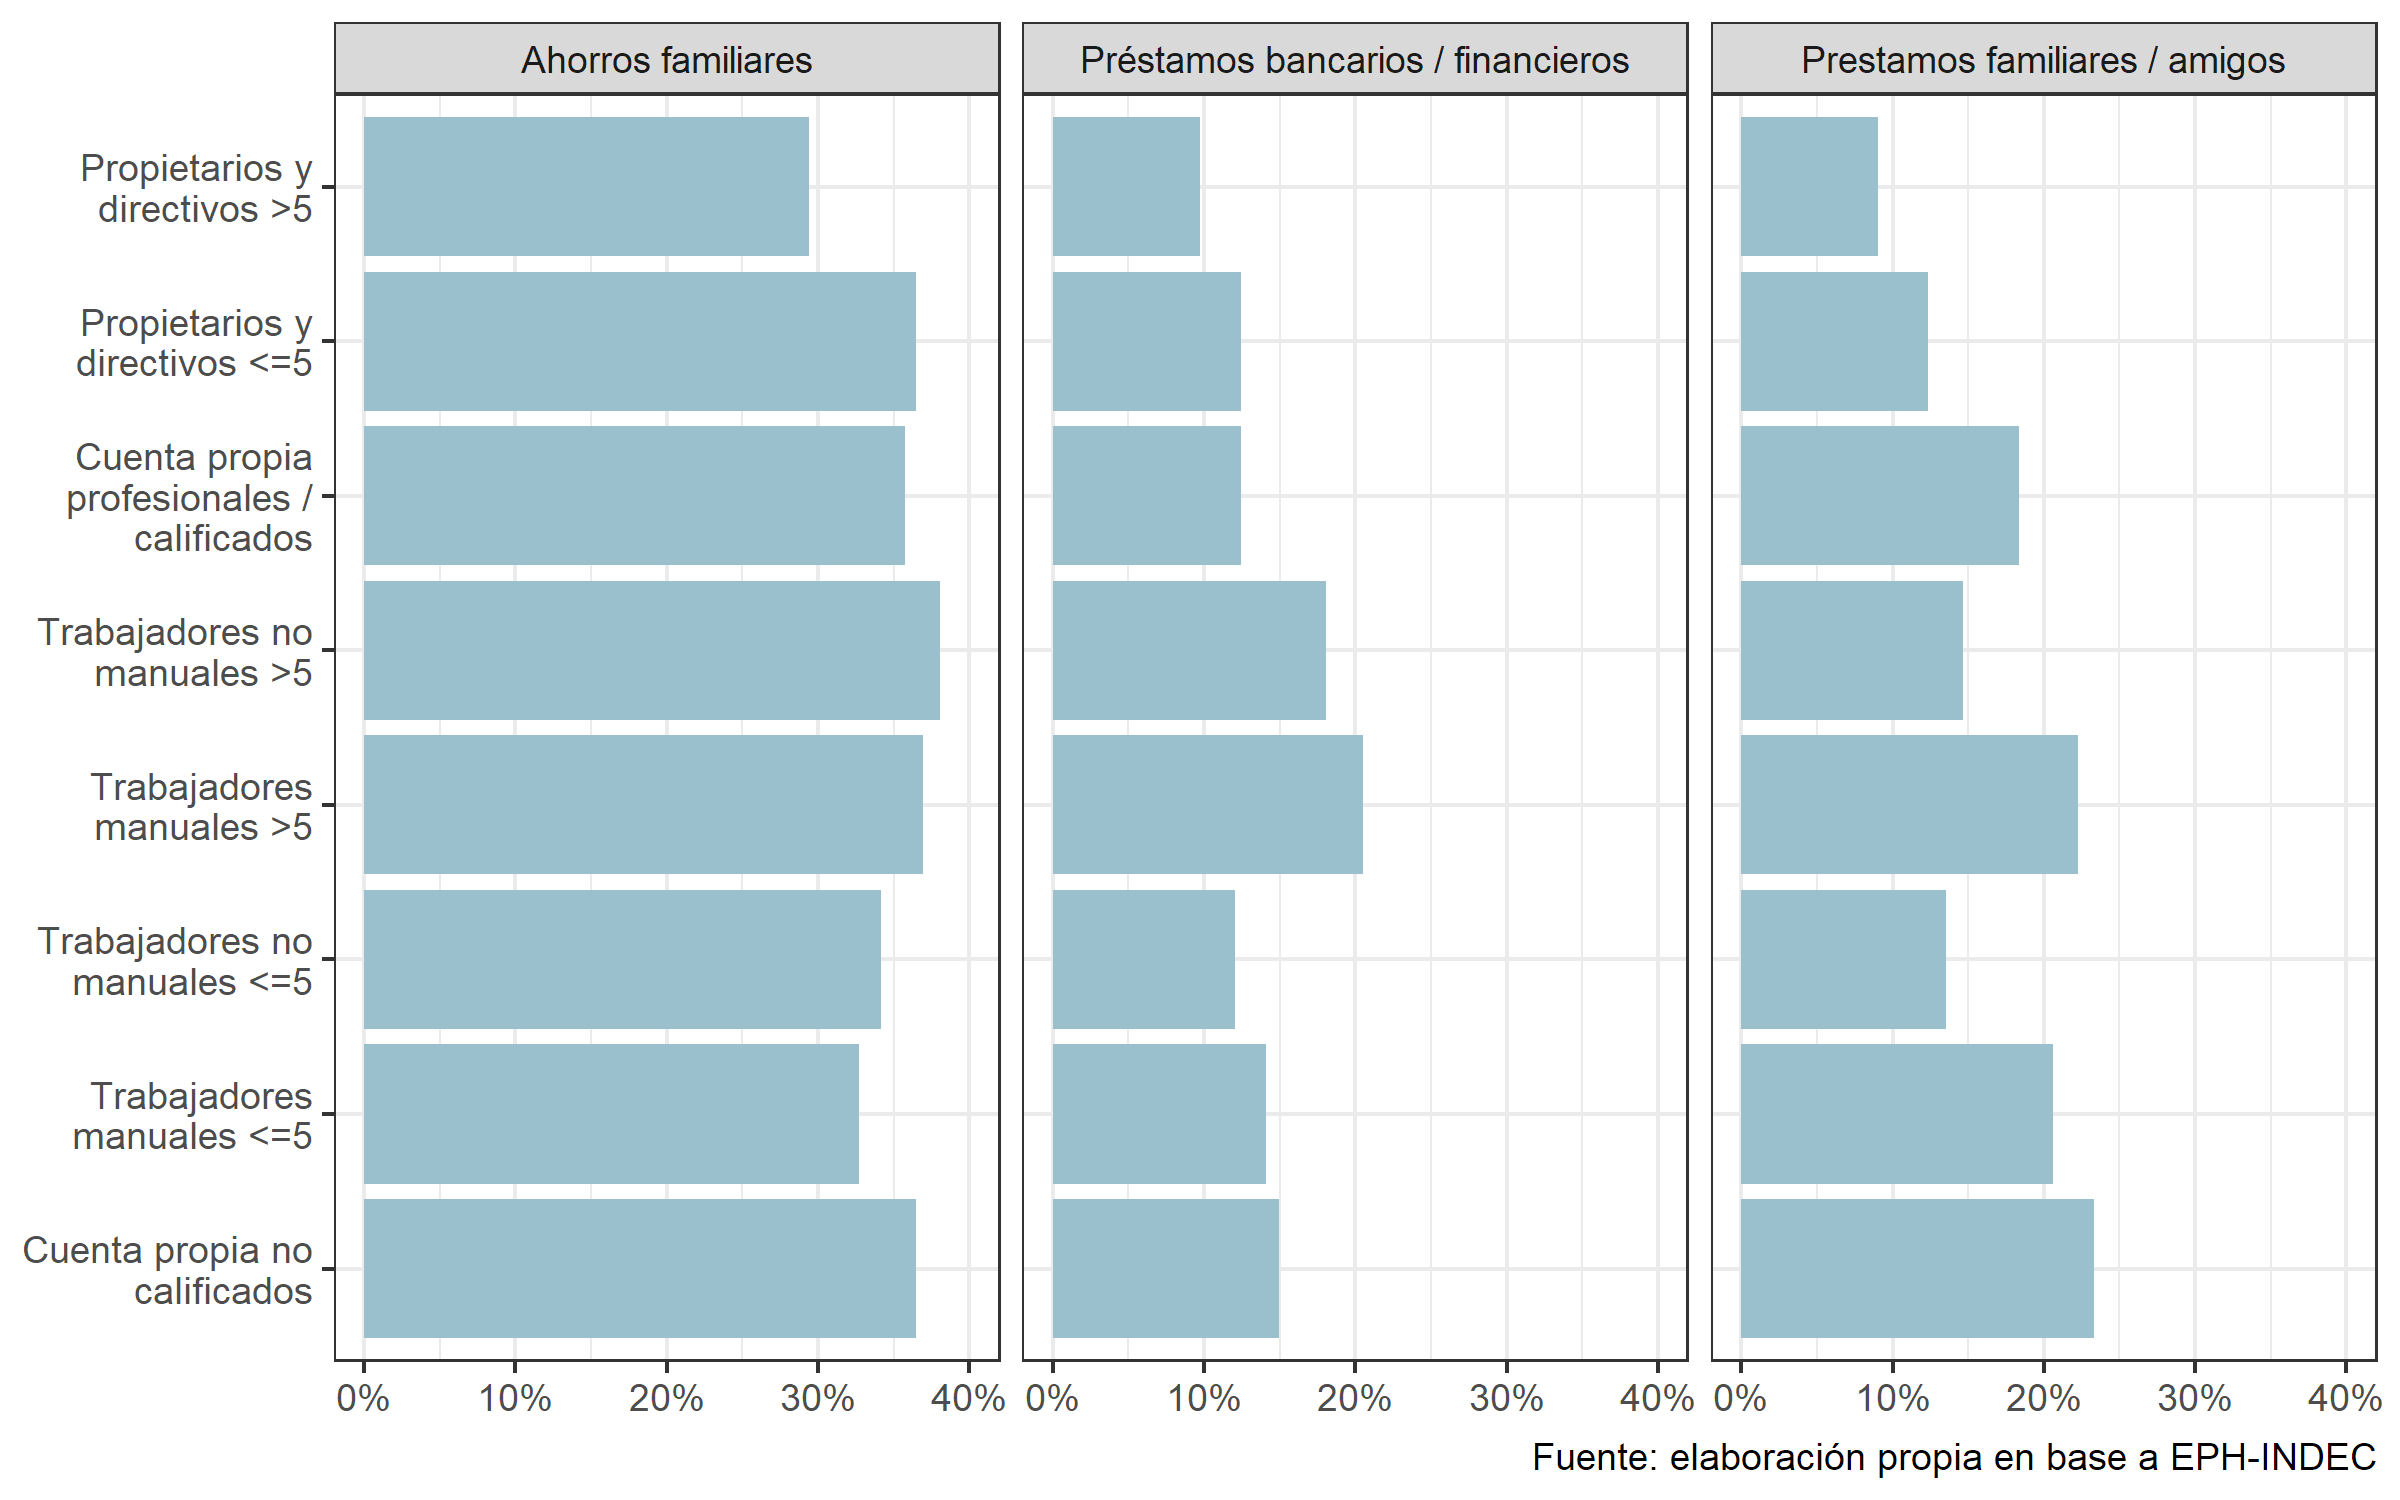 Ahorros familiares
Préstamos bancarios / financieros
Prestamos familiares / amigos
Propietarios y
directivos >5
Propietarios y
directivos <=5
Cuenta propia
profesionales /
calificados
Trabajadores no
manuales >5
Trabajadores
manuales >5
Trabajadores no
manuales <=5
Trabajadores
manuales <=5
Cuenta propia no
calificados
0% 10% 20% 30% 40%
0% 10% 20% 30% 40%
0% 10% 20% 30% 40%
Fuente: elaboración propia en base a EPH-INDEC